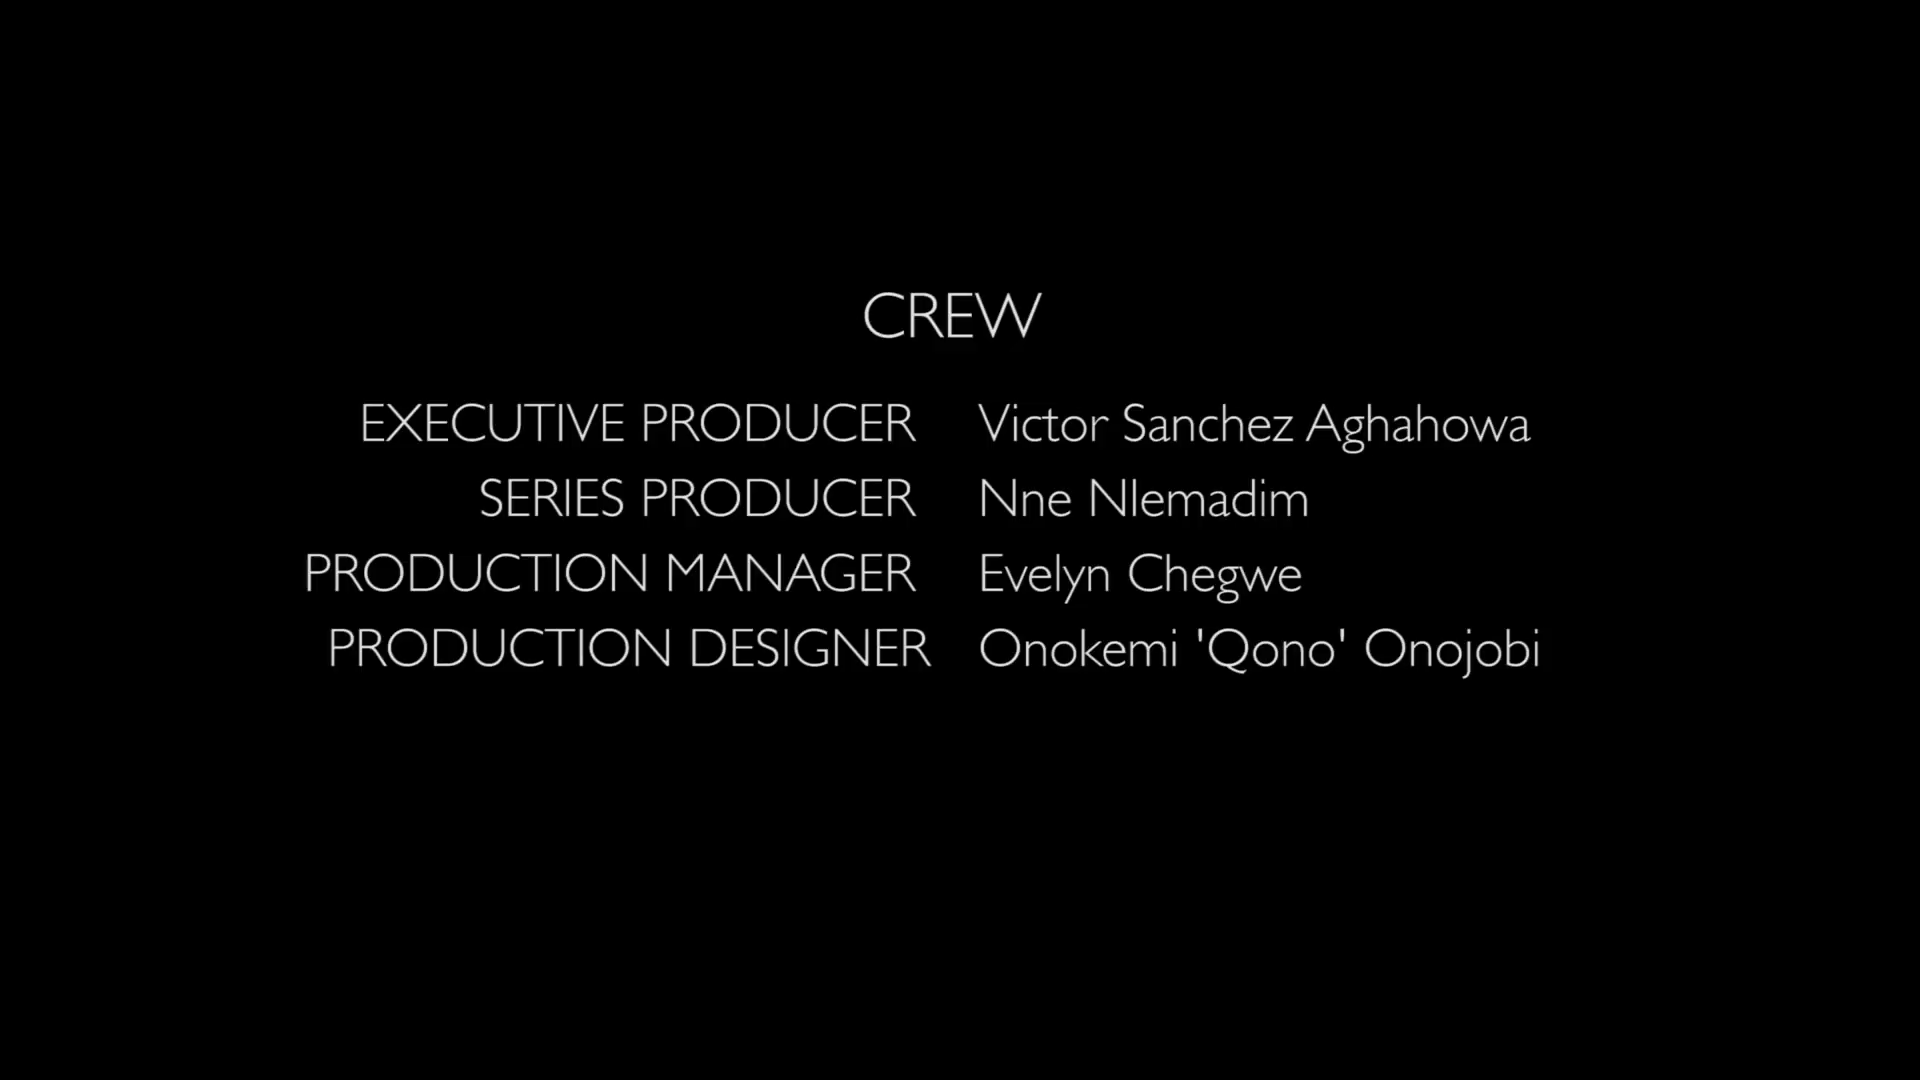 CREW
EXECUTIVE PRODUCER Victor Sanchez Aghahowa
SERIES PRODUCER Nne Nlemadim
PRODUCTION MANAGER Evelyn Chegwe
PRODUCTION DESIGNER Onokemi 'Qono' Onojobi